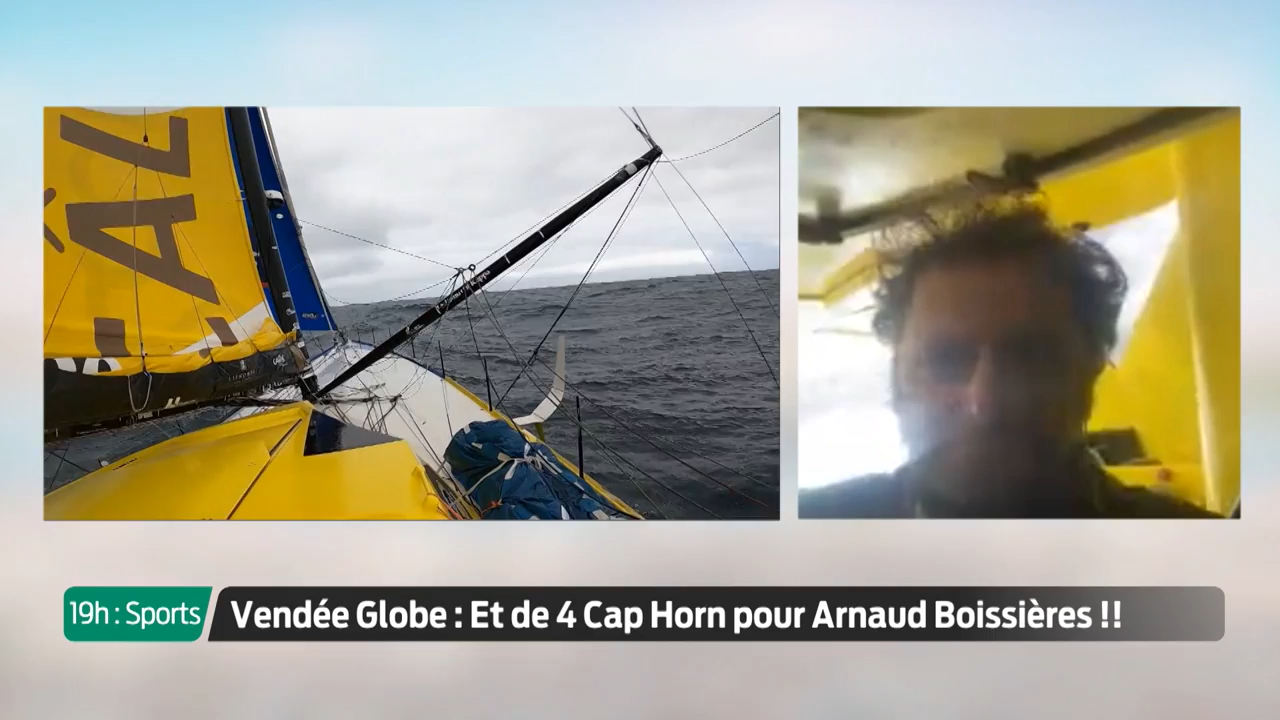 19h : Sports
Vendée Globe : Et de 4 Cap Horn pour Arnaud Boissières !!